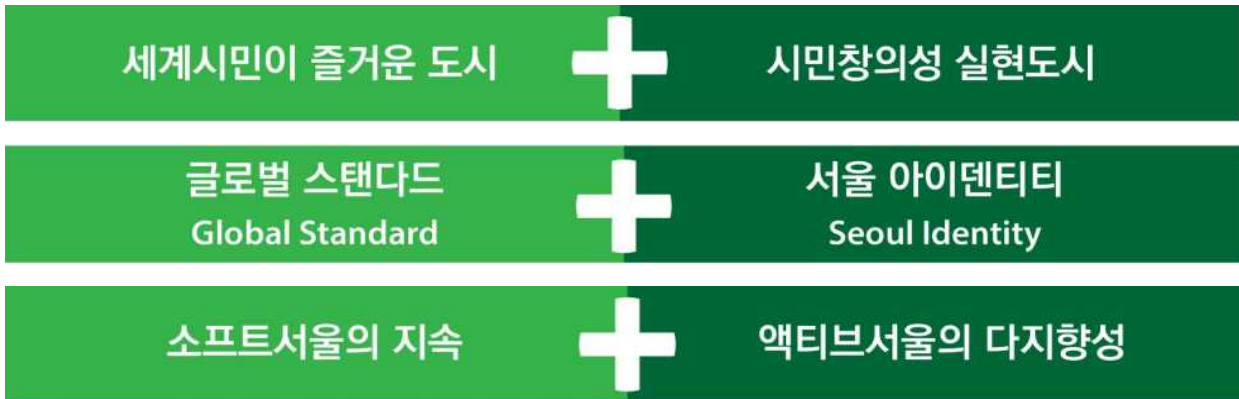 세계시민이 즐거운 도시
시민창의성 실현도시
글로벌 스탠다드
Global Standard
서울 아이덴티티
Seoul Identity
소프트서울의 지속
액티브서울의 다지향성